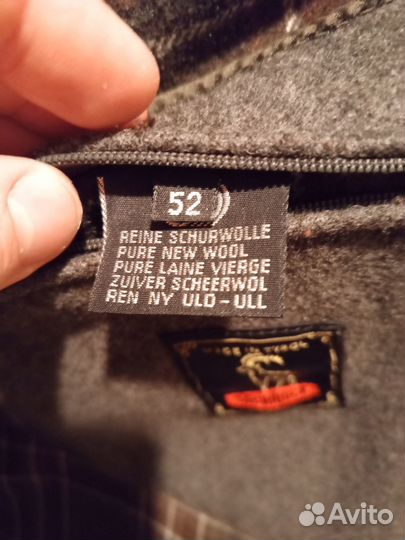 52
REINE SCHURWOLLE
PURE NEW WOOL
PURE LAINE VIERGE
ZUIVER SCHEERWOL
REN NY ULD-ULL
Avito